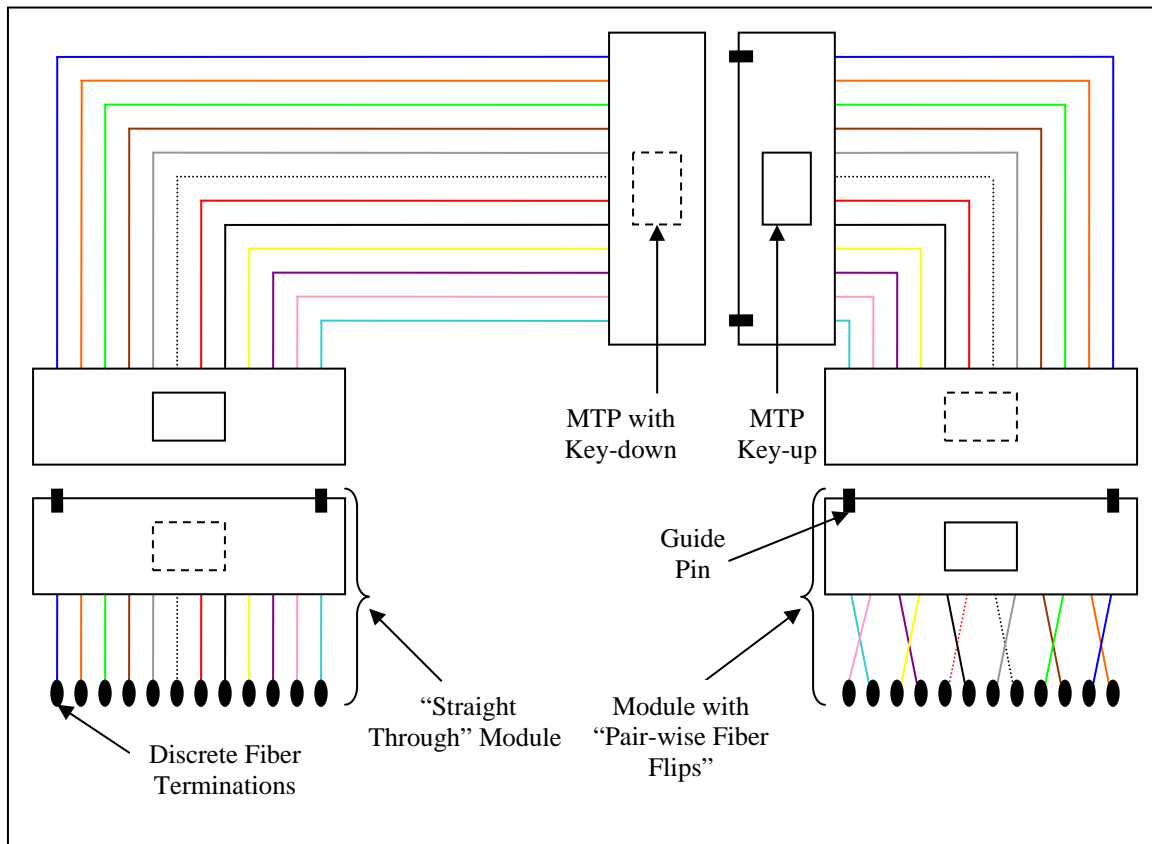 MTP with
Key-down
MTP
Key-up
Guide
Pin
“Straight
Through” Module
Module with
“Pair-wise Fiber
Flips”
Discrete Fiber
Terminations